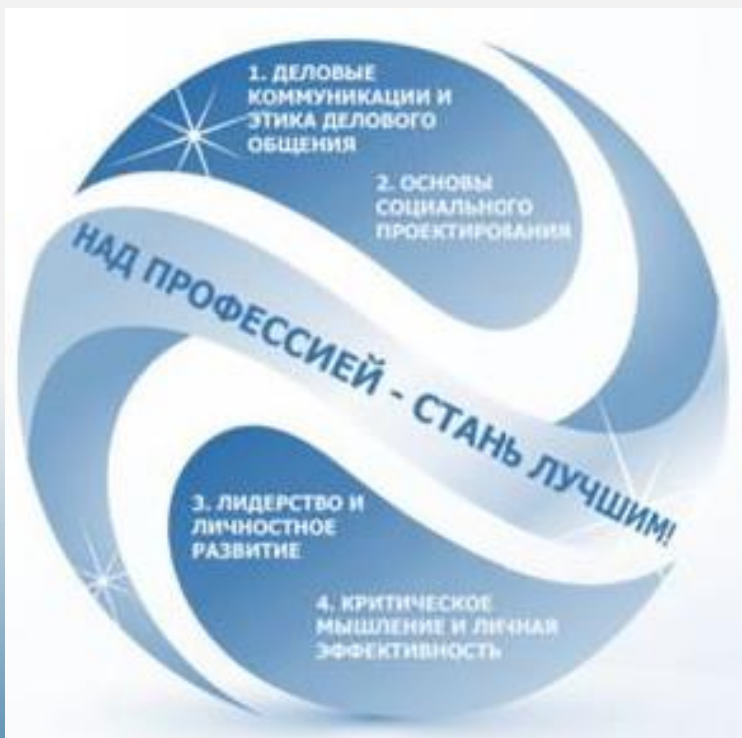 1. ДЕЛОВЫЕ
КОММУНИКАЦИИ И
ЭТИКА ДЕЛОВОГО
ОБЩЕНИЯ
2. ОСНОВЫ
СОЦИАЛЬНОГО
ПРОЕКТИРОВАНИЯ
НАД ПРОФЕССИЕЙ - СТАНЬ ЛУЧШИМ!
3. ЛИДЕРСТВО И
ЛИЧНОСТНОЕ
РАЗВИТИЕ
4. КРИТИЧЕСКОЕ
МЫШЛЕНИЕ И ЛИЧНАЯ
ЭФФЕКТИВНОСТЬ